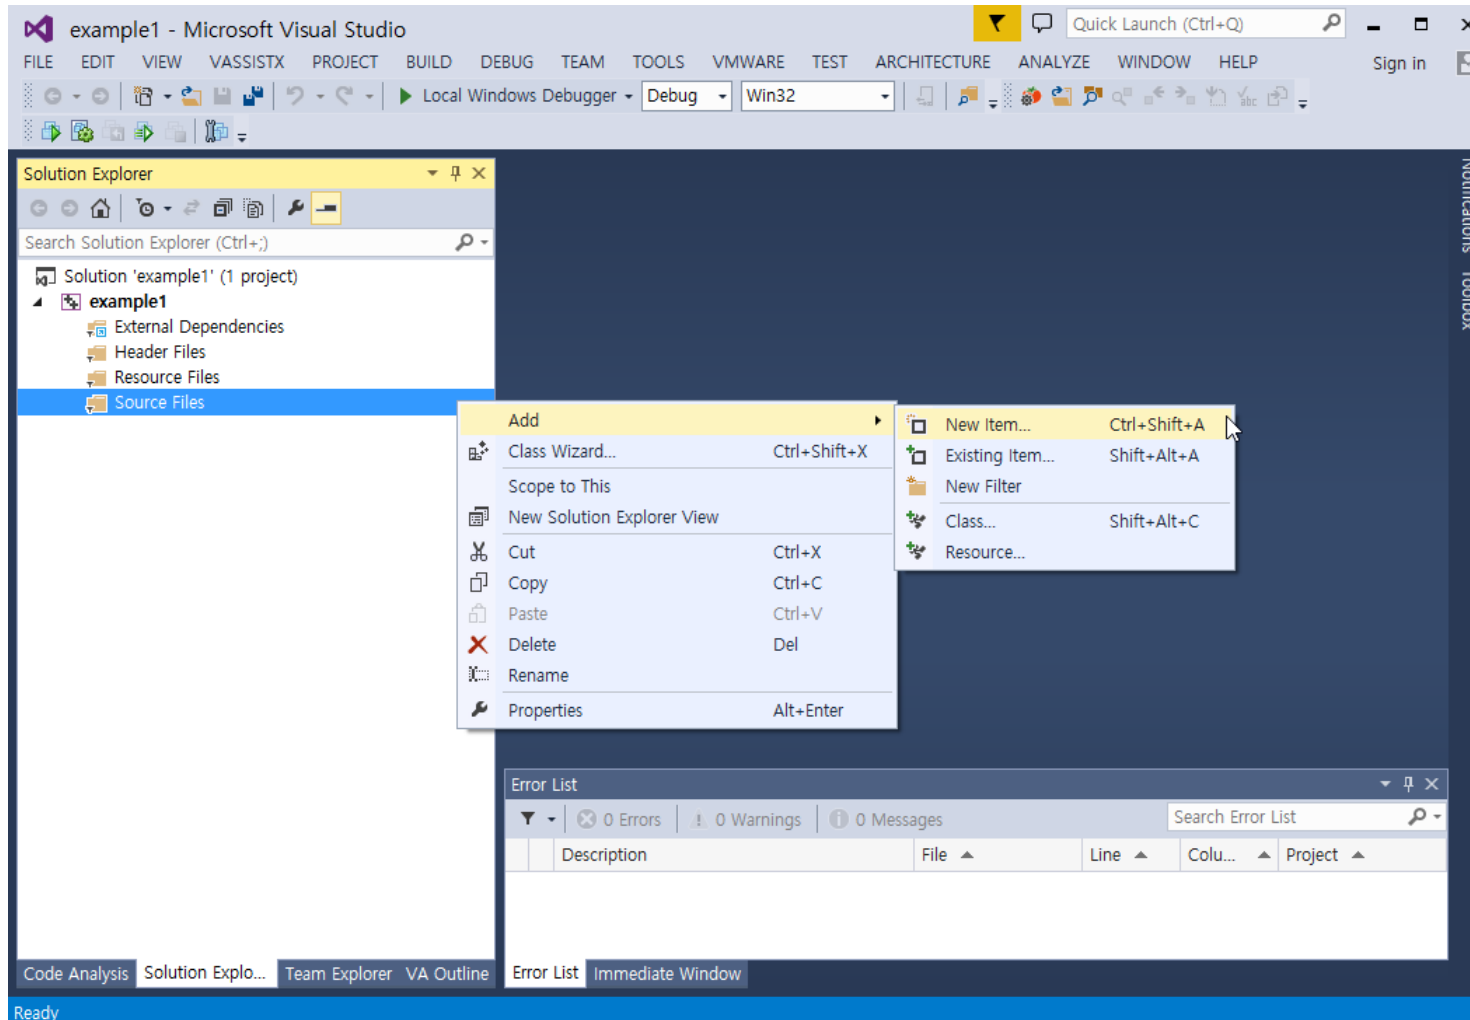 example1 - Microsoft Visual Studio
Quick Launch (Ctrl+Q)
FILE EDIT VIEW VASSISTX PROJECT BUILD DEBUG TEAM TOOLS VMWARE TEST ARCHITECTURE ANALYZE WINDOW HELP Sign in
Local Windows Debugger Debug Win32
Solution Explorer
Search Solution Explorer (Ctrl+;)
Solution 'example1' (1 project)
example1
External Dependencies
Header Files
Resource Files
Source Files
Add
Class Wizard... Ctrl+Shift+X
Scope to This
New Solution Explorer View
Cut Ctrl+X
Copy Ctrl+C
Paste Ctrl+V
Delete Del
Rename
Properties Alt+Enter
New Item... Ctrl+Shift+A
Existing Item... Shift+Alt+A
New Filter
Class... Shift+Alt+C
Resource...
Notifications
Toolbox
Error List
0 Errors 0 Warnings 0 Messages Search Error List
Description File Line Colu... Project
Code Analysis Solution Explo... Team Explorer VA Outline
Error List Immediate Window
Ready